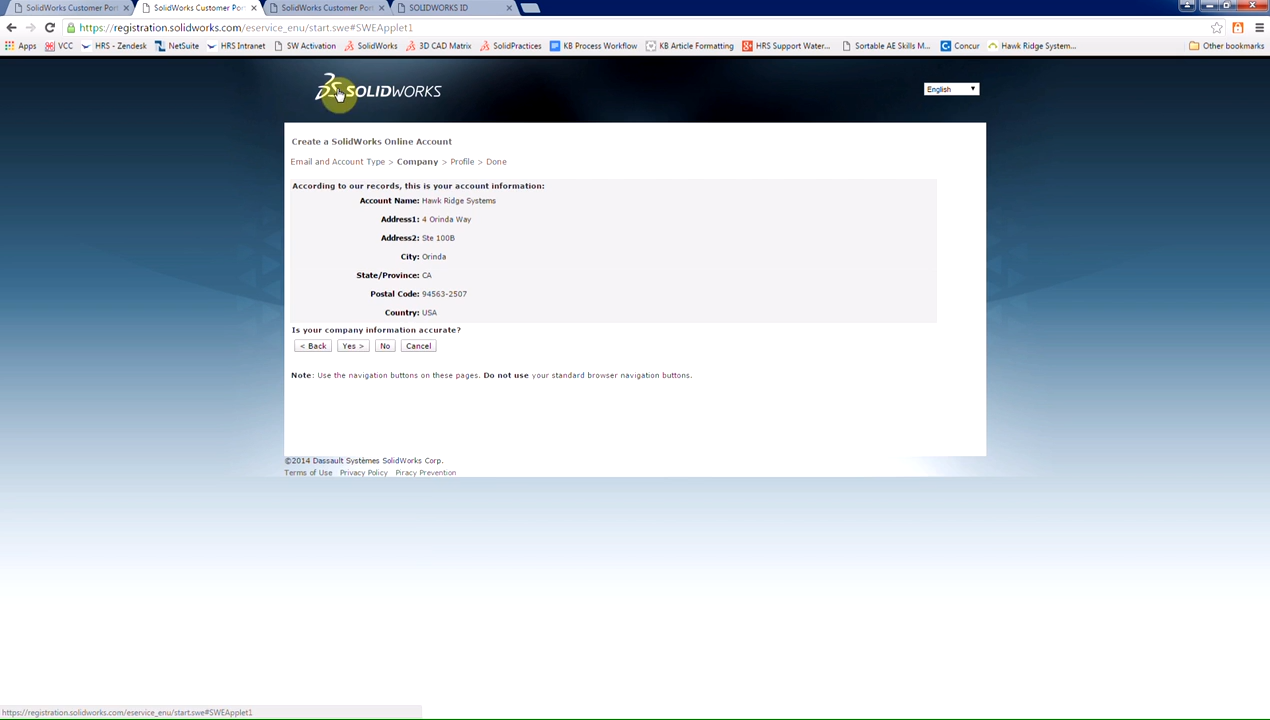 SolidWorks Customer Port
SolidWorks Customer Por
SolidWorks Customer Port
SOLIDWORKS ID
https://registration.solidworks.com/eservice_enu/start.swe#SWEApplet1
Apps VCC HRS - Zendesk NetSuite HRS Intranet SW Activation SolidWorks 3D CAD Matrix SolidPractices KB Process Workflow KB Article Formatting HRS Support Water... Sortable AE Skills M... Concur Hawk Ridge System... Other bookmarks
SOLIDWORKS
English
Create a SolidWorks Online Account
Email and Account Type > Company > Profile > Done
According to our records, this is your account information:
Account Name: Hawk Ridge Systems
Address1: 4 Orinda Way
Address2: Ste 100B
City: Orinda
State/Province: CA
Postal Code: 94563-2507
Country: USA
Is your company information accurate?
< Back Yes > No Cancel
Note: Use the navigation buttons on these pages. Do not use your standard browser navigation buttons.
©2014 Dassault Systèmes SolidWorks Corp.
Terms of Use Privacy Policy Piracy Prevention
https://registration.solidworks.com/eservice_enu/start.swe#SWEApplet1